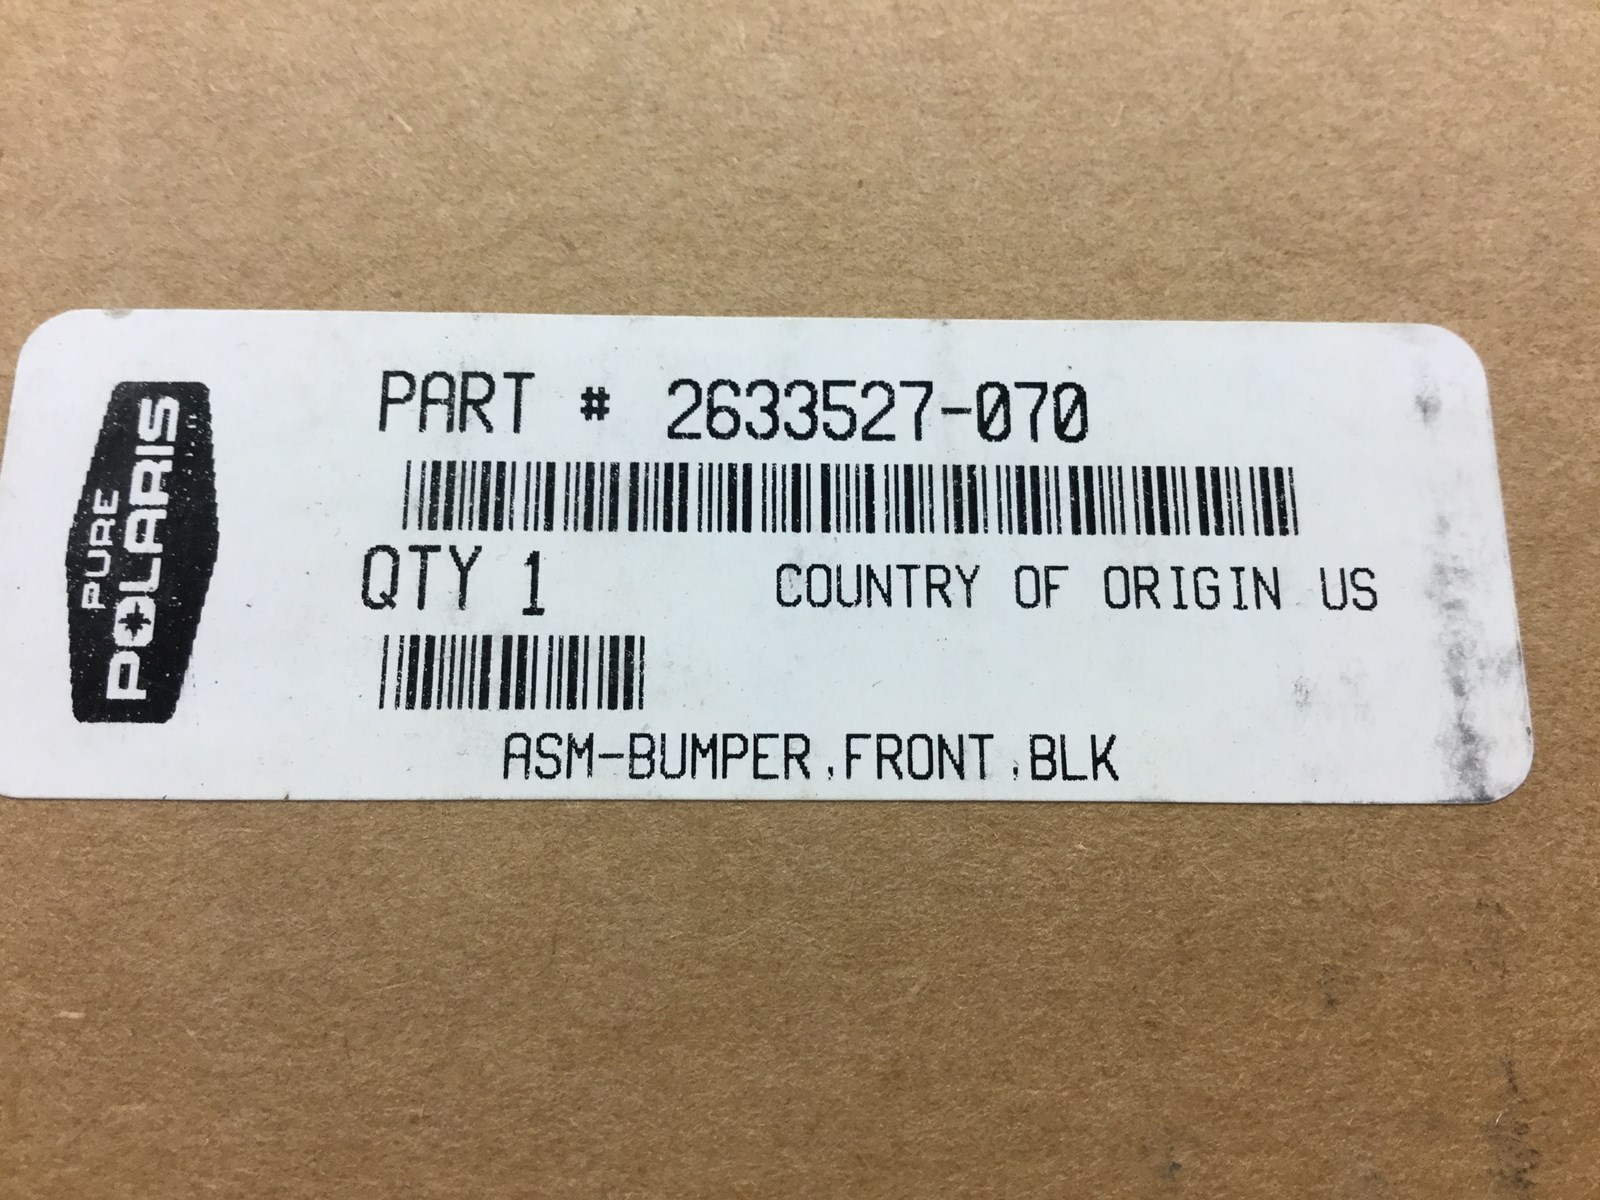 PURE
POLARIS
PART # 2633527-070
QTY 1
COUNTRY OF ORIGIN US
ASM-BUMPER,FRONT,BLK